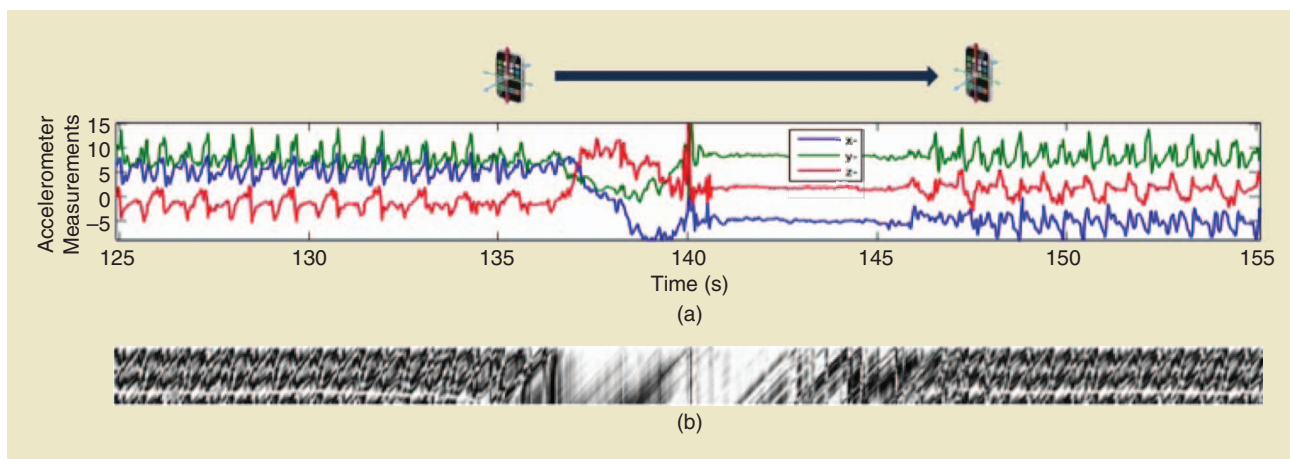 Accelerometer
Measurements
15
10
5
0
–5
x-
y-
z-
125 130 135 140 145 150 155
Time (s)
(a)
(b)